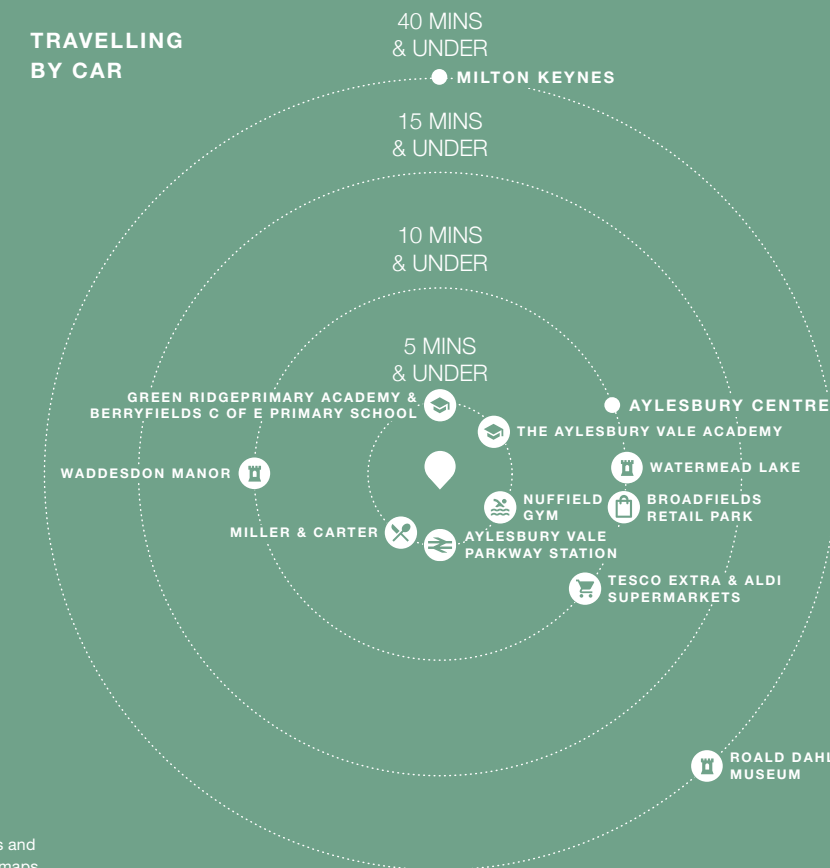 TRAVELLING
BY CAR
40 MINS
& UNDER
MILTON KEYNES
15 MINS
& UNDER
10 MINS
& UNDER
5 MINS
& UNDER
GREEN RIDGEPRIMARY ACADEMY &
BERRYFIELDS C OF E PRIMARY SCHOOL
AYLESBURY CENTRE
THE AYLESBURY VALE ACADEMY
WADDESDON MANOR
WATERMEAD LAKE
NUFFIELD
GYM
BROADFIELDS
RETAIL PARK
MILLER & CARTER
AYLESBURY VALE
PARKWAY STATION
TESCO EXTRA & ALDI
SUPERMARKETS
ROALD DAHL
MUSEUM
and
maps